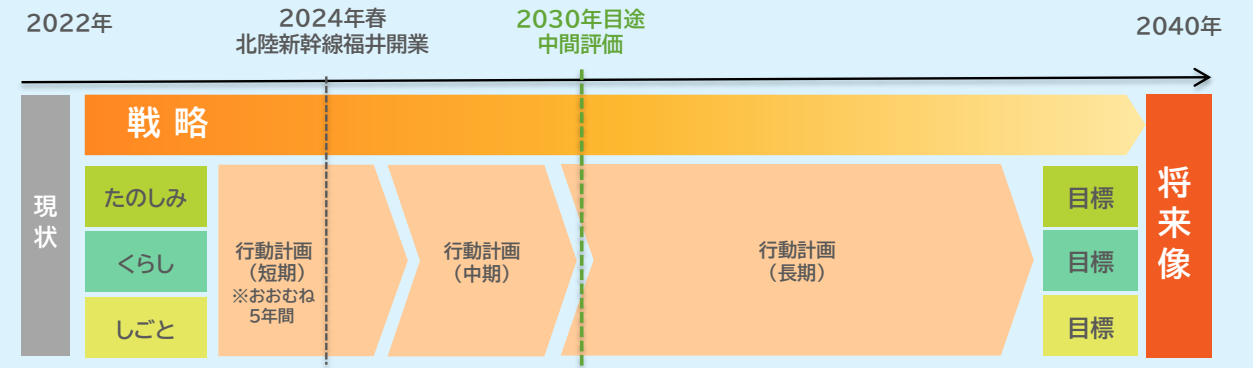 2022年
2024年春
北陸新幹線福井開業
2030年目途
中間評価
2040年
戦略
現状
たのしみ
くらし
しごと
行動計画
（短期）
※おおむね
5年間
行動計画
（中期）
行動計画
（長期）
目標
目標
目標
将来像